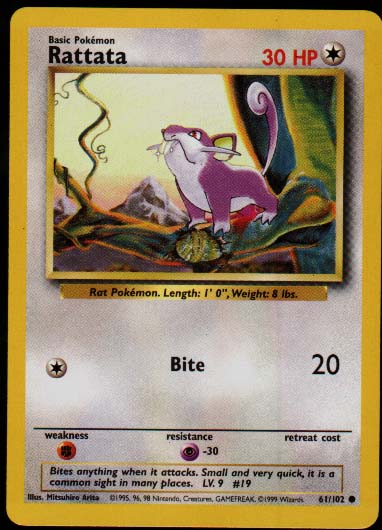 Basic Pokémon
Rattata 30 HP
Rat Pokémon. Length: 1' 0", Weight: 8 lbs.
Bite 20
weakness resistance retreat cost
-30
Bites anything when it attacks. Small and very quick, it is a
common sight in many places. LV. 9 #19
Illus. Mitsuhiro Arita ©1995, 96, 98 Nintendo, Creatures, GAMEFREAK. ©1999 Wizards. 61/102